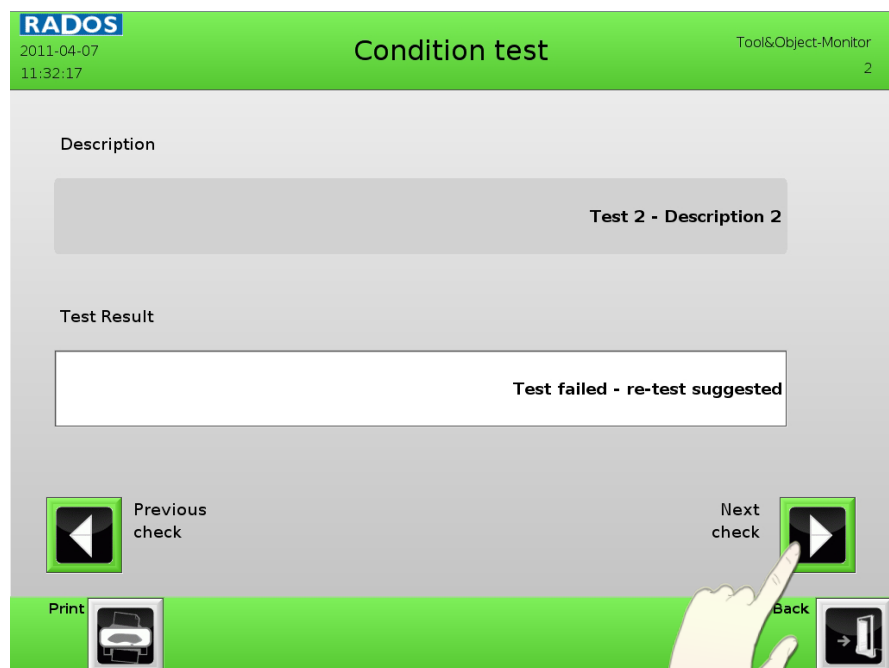 RADOS
2011-04-07
11:32:17
Condition test
Tool&Object-Monitor
2
Description
Test 2 - Description 2
Test Result
Test failed - re-test suggested
Previous
check
Next
check
Print
Back